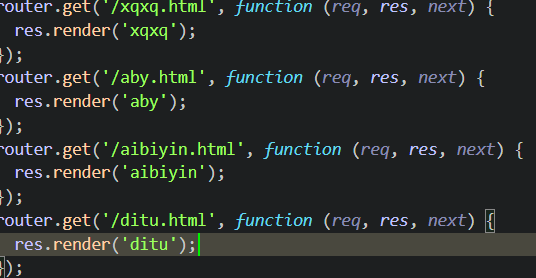 router.get('/xqxq.html', function (req, res, next) {
  res.render('xqxq');
});
router.get('/aby.html', function (req, res, next) {
  res.render('aby');
});
router.get('/aibiyin.html', function (req, res, next) {
  res.render('aibiyin');
});
router.get('/ditu.html', function (req, res, next) {
  res.render('ditu');
});